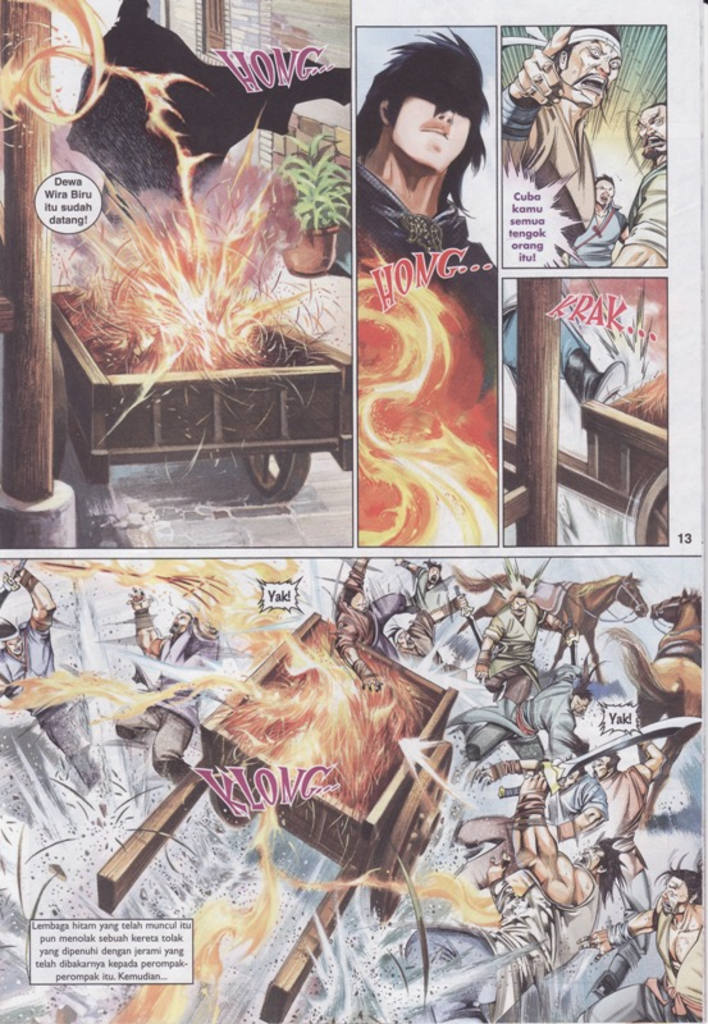 HONG...
Dewa
Wira Biru
itu sudah
datang!
HONG...
Cuba
kamu
semua
tengok
orang
itu!
KRAK...
13
Yak!
Yak!
KLONG...
Lembaga hitam yang telah muncul itu
pun menolak sebuah kereta tolak
yang dipenuhi dengan jerami yang
telah dibakarnya kepada perompak-
perompak itu. Kemudian...